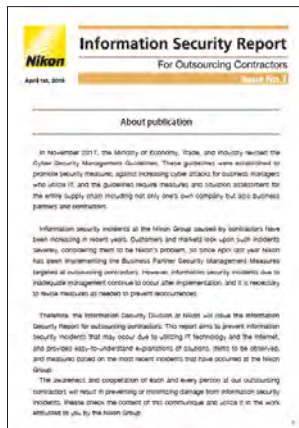 Information Security Report
Nikon
For Outsourcing Contractors
April 1st, 2019
Issue No.1
About publication
In November 2017, the Ministry of Economy, Trade, and Industry revised the
Cyber Security Management Guidelines. These guidelines were established to
promote security measures against increasing cyber attacks for business managers
who utilize IT, and the guidelines require measures and situation assessment for
the entire supply chain including not only one's own company but also business
partners and contractors.
Information security incidents at the Nikon Group caused by contractors have
been increasing in recent years. Customers and markets look upon such incidents
severely, considering them to be Nikon's problem, so since April last year Nikon
has been implementing the Business Partner Security Management Measures
targeted at outsourcing contractors. However, information security incidents due to
inadequate management continue to occur after implementation, and it is necessary
to revise measures as needed to prevent reoccurrences.
Therefore, the Information Security Division at Nikon will issue the Information
Security Report for outsourcing contractors. This report aims to prevent information
security incidents that may occur due to utilizing IT technology and the Internet,
and provides easy-to-understand explanations of situations, items to be observed,
and measures based on the most recent incidents that have occurred at the Nikon
Group.
The awareness and cooperation of each and every person at our outsourcing
contractors will result in preventing or minimizing damage from information security
incidents. Please check the content of this communique and utilize it in the work
entrusted to you by the Nikon Group.